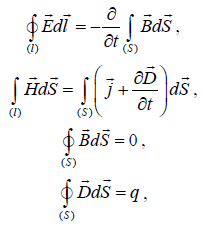 ∮_(l) E⃗dl⃗ = -∂/∂t ∫_(S) B⃗dS⃗ ,
∫_(l) H⃗dS⃗ = ∫_(S) ( j⃗ + ∂D⃗/∂t ) dS⃗ ,
∮_(S) B⃗dS⃗ = 0 ,
∮_(S) D⃗dS⃗ = q ,